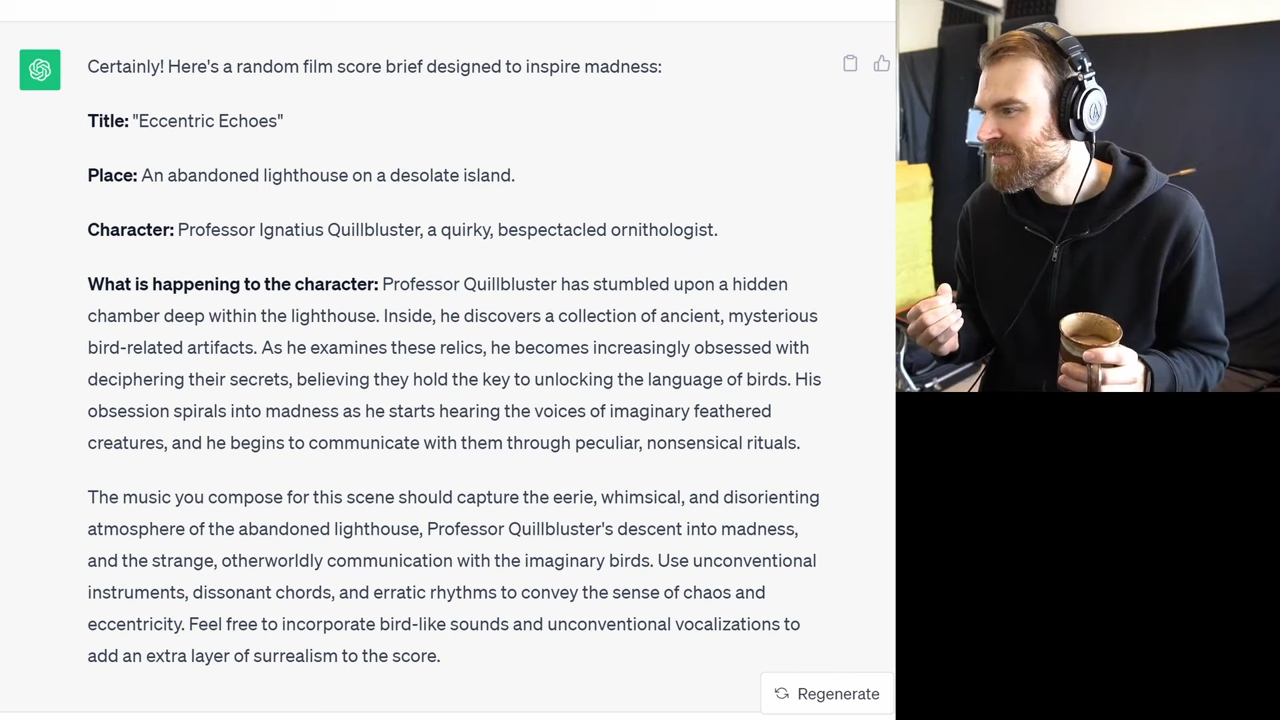 Certainly! Here's a random film score brief designed to inspire madness:
Title: "Eccentric Echoes"
Place: An abandoned lighthouse on a desolate island.
Character: Professor Ignatius Quillbluster, a quirky, bespectacled ornithologist.
What is happening to the character: Professor Quillbluster has stumbled upon a hidden
chamber deep within the lighthouse. Inside, he discovers a collection of ancient, mysterious
bird-related artifacts. As he examines these relics, he becomes increasingly obsessed with
deciphering their secrets, believing they hold the key to unlocking the language of birds. His
obsession spirals into madness as he starts hearing the voices of imaginary feathered
creatures, and he begins to communicate with them through peculiar, nonsensical rituals.
The music you compose for this scene should capture the eerie, whimsical, and disorienting
atmosphere of the abandoned lighthouse, Professor Quillbluster's descent into madness,
and the strange, otherworldly communication with the imaginary birds. Use unconventional
instruments, dissonant chords, and erratic rhythms to convey the sense of chaos and
eccentricity. Feel free to incorporate bird-like sounds and unconventional vocalizations to
add an extra layer of surrealism to the score.
Regenerate